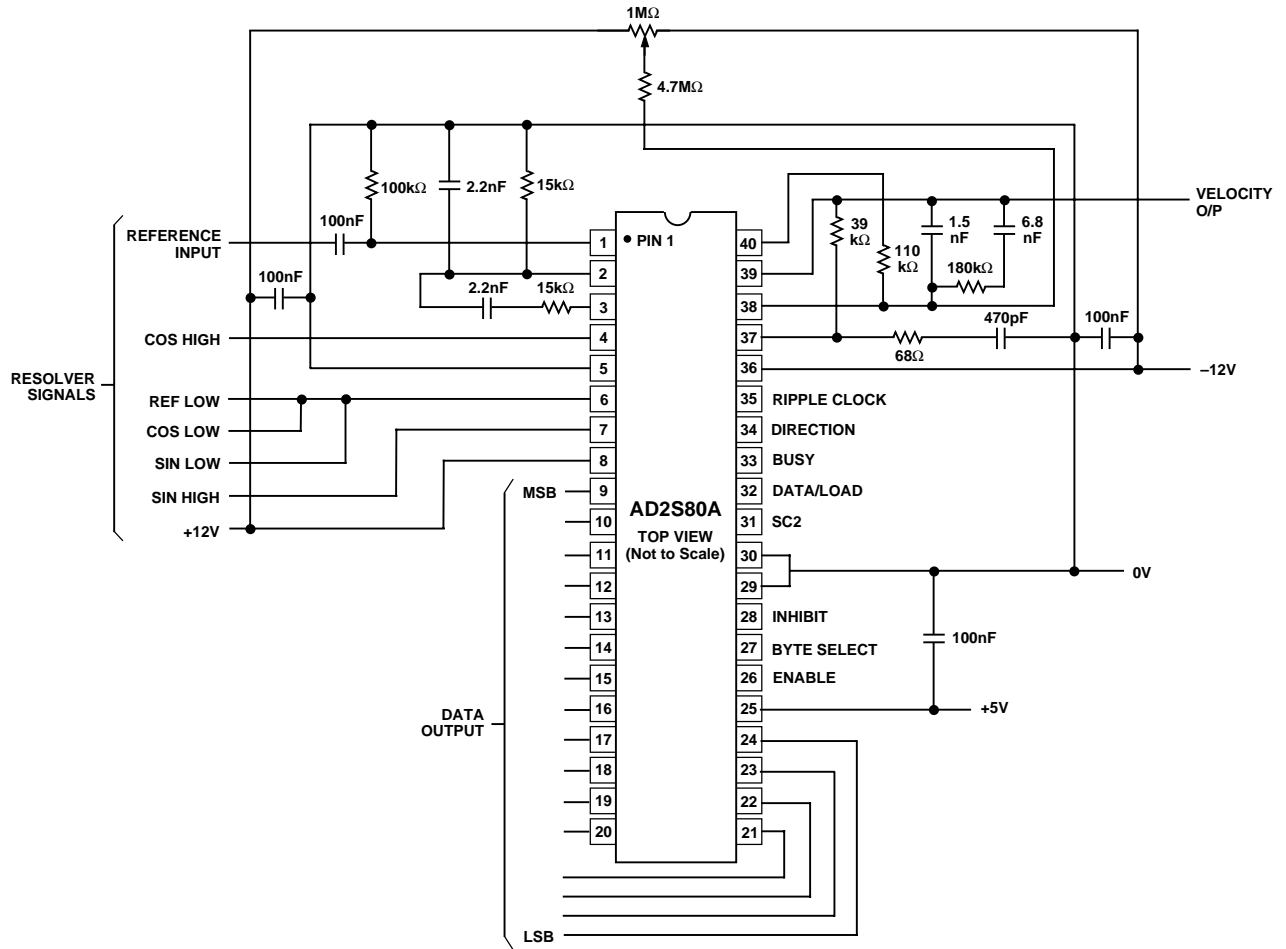 1MΩ
4.7MΩ
100kΩ
2.2nF
15kΩ
100nF
REFERENCE
INPUT
100nF
2.2nF
15kΩ
COS HIGH
RESOLVER
SIGNALS
REF LOW
COS LOW
SIN LOW
SIN HIGH
+12V
MSB
DATA
OUTPUT
LSB
1
2
3
4
5
6
7
8
9
10
11
12
13
14
15
16
17
18
19
20
PIN 1
AD2S80A
TOP VIEW
(Not to Scale)
40
39
38
37
36
35
34
33
32
31
30
29
28
27
26
25
24
23
22
21
39
kΩ
110
kΩ
1.5
nF
6.8
nF
180kΩ
VELOCITY
O/P
68Ω
470pF
100nF
–12V
RIPPLE CLOCK
DIRECTION
BUSY
DATA/LOAD
SC2
0V
INHIBIT
100nF
BYTE SELECT
ENABLE
+5V